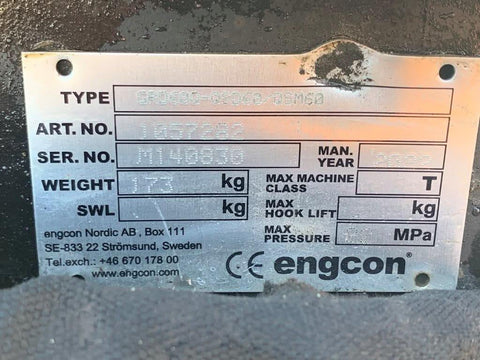 TYPE
ART. NO. 1057282
SER. NO. M140830 MAN. YEAR
WEIGHT 173 kg MAX MACHINE CLASS T
SWL kg MAX HOOK LIFT kg
engcon Nordic AB , Box 111 MAX PRESSURE MPa
SE-833 22 Strömsund, Sweden
Tel.exch.: +46 670 178 00
www.engcon.com CE engcon®